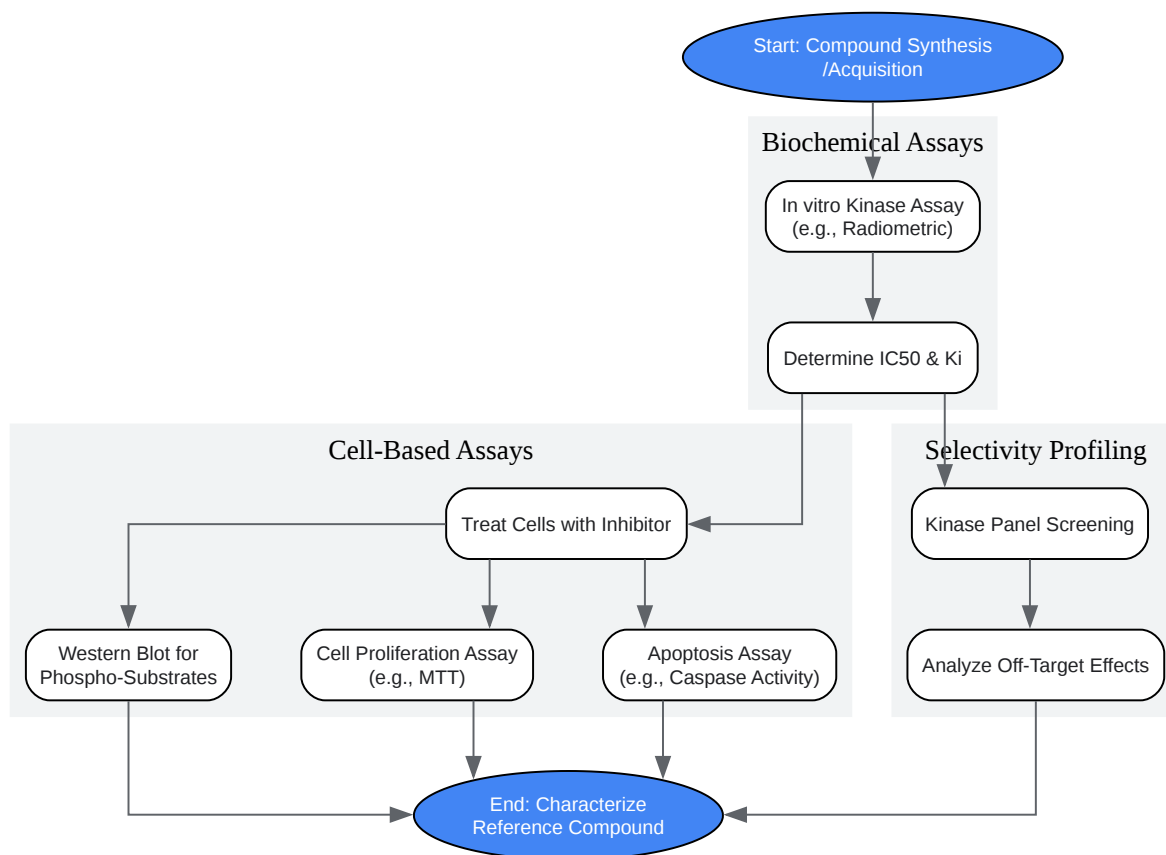 Start: Compound Synthesis
/Acquisition
Biochemical Assays
In vitro Kinase Assay
(e.g., Radiometric)
Determine IC50 & Ki
Cell-Based Assays
Selectivity Profiling
Treat Cells with Inhibitor
Kinase Panel Screening
Western Blot for
Phospho-Substrates
Cell Proliferation Assay
(e.g., MTT)
Apoptosis Assay
(e.g., Caspase Activity)
Analyze Off-Target Effects
End: Characterize
Reference Compound